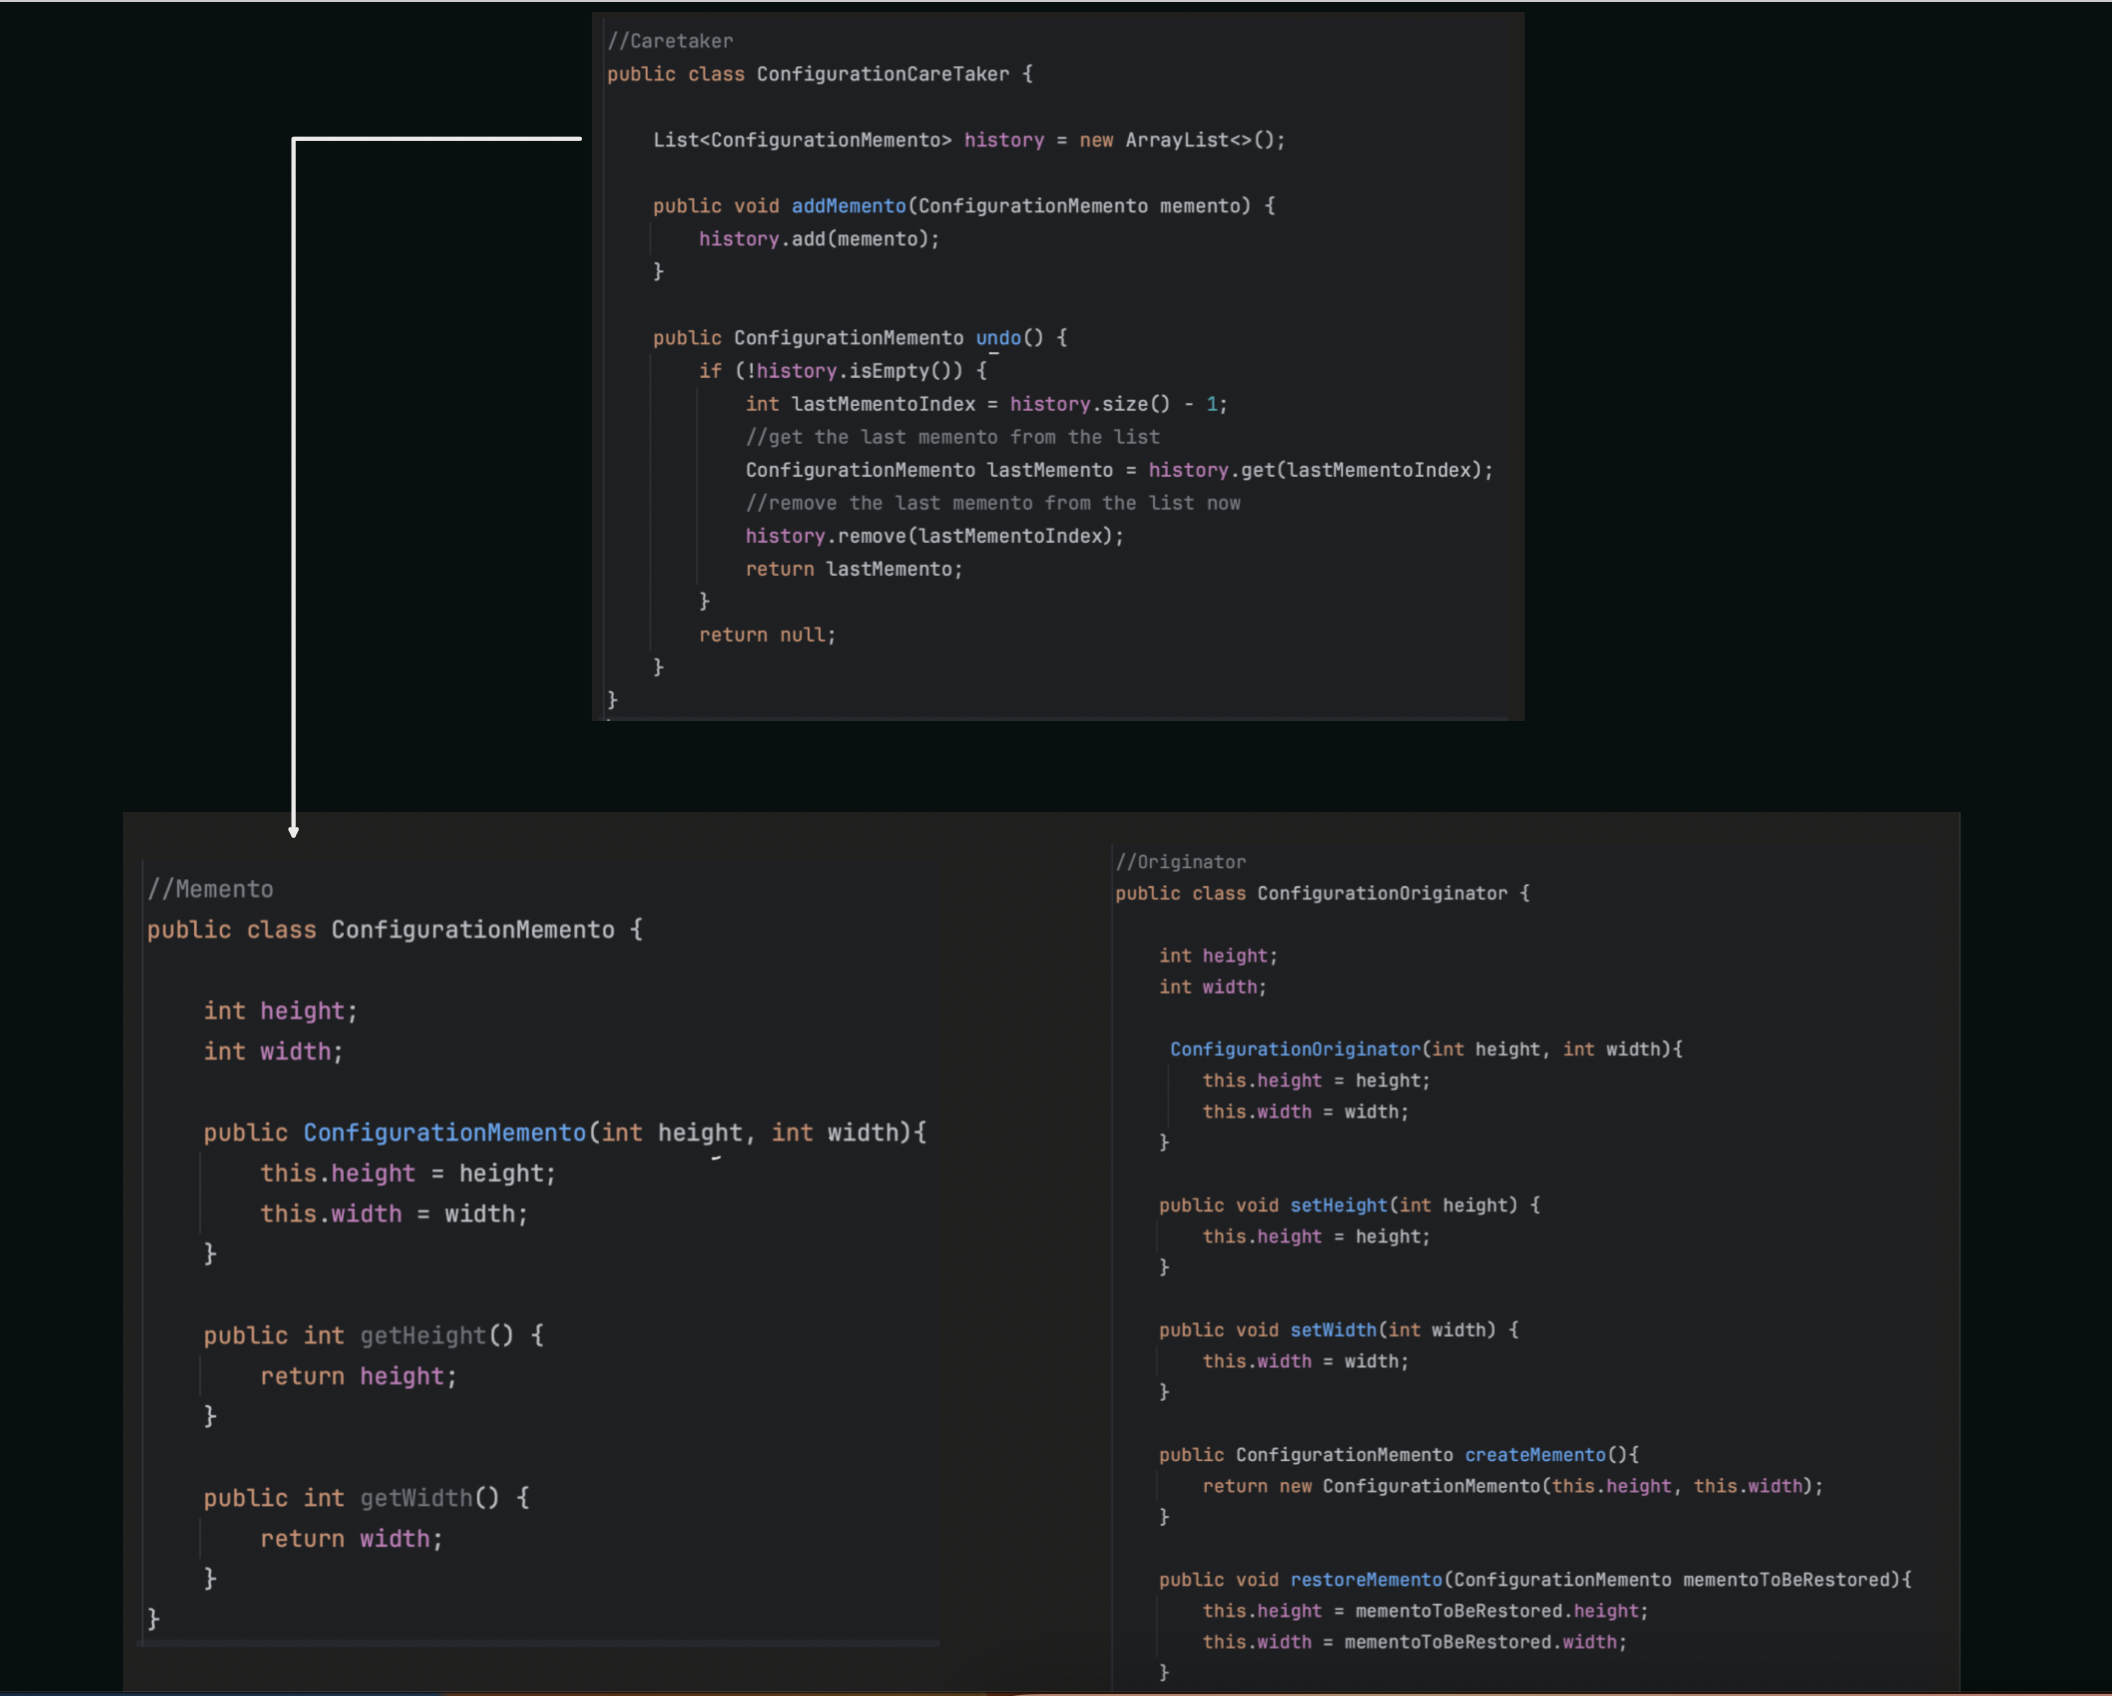 //Caretaker
public class ConfigurationCareTaker {
List<ConfigurationMemento> history = new ArrayList<>();
public void addMemento(ConfigurationMemento memento) {
history.add(memento);
}
public ConfigurationMemento undo() {
if (!history.isEmpty()) {
int lastMementoIndex = history.size() - 1;
//get the last memento from the list
ConfigurationMemento lastMemento = history.get(lastMementoIndex);
//remove the last memento from the list now
history.remove(lastMementoIndex);
return lastMemento;
}
return null;
}
}
//Memento
public class ConfigurationMemento {
int height;
int width;
public ConfigurationMemento(int height, int width){
this.height = height;
this.width = width;
}
public int getHeight() {
return height;
}
public int getWidth() {
return width;
}
}
//Originator
public class ConfigurationOriginator {
int height;
int width;
ConfigurationOriginator(int height, int width){
this.height = height;
this.width = width;
}
public void setHeight(int height) {
this.height = height;
}
public void setWidth(int width) {
this.width = width;
}
public ConfigurationMemento createMemento(){
return new ConfigurationMemento(this.height, this.width);
}
public void restoreMemento(ConfigurationMemento mementoToBeRestored){
this.height = mementoToBeRestored.height;
this.width = mementoToBeRestored.width;
}